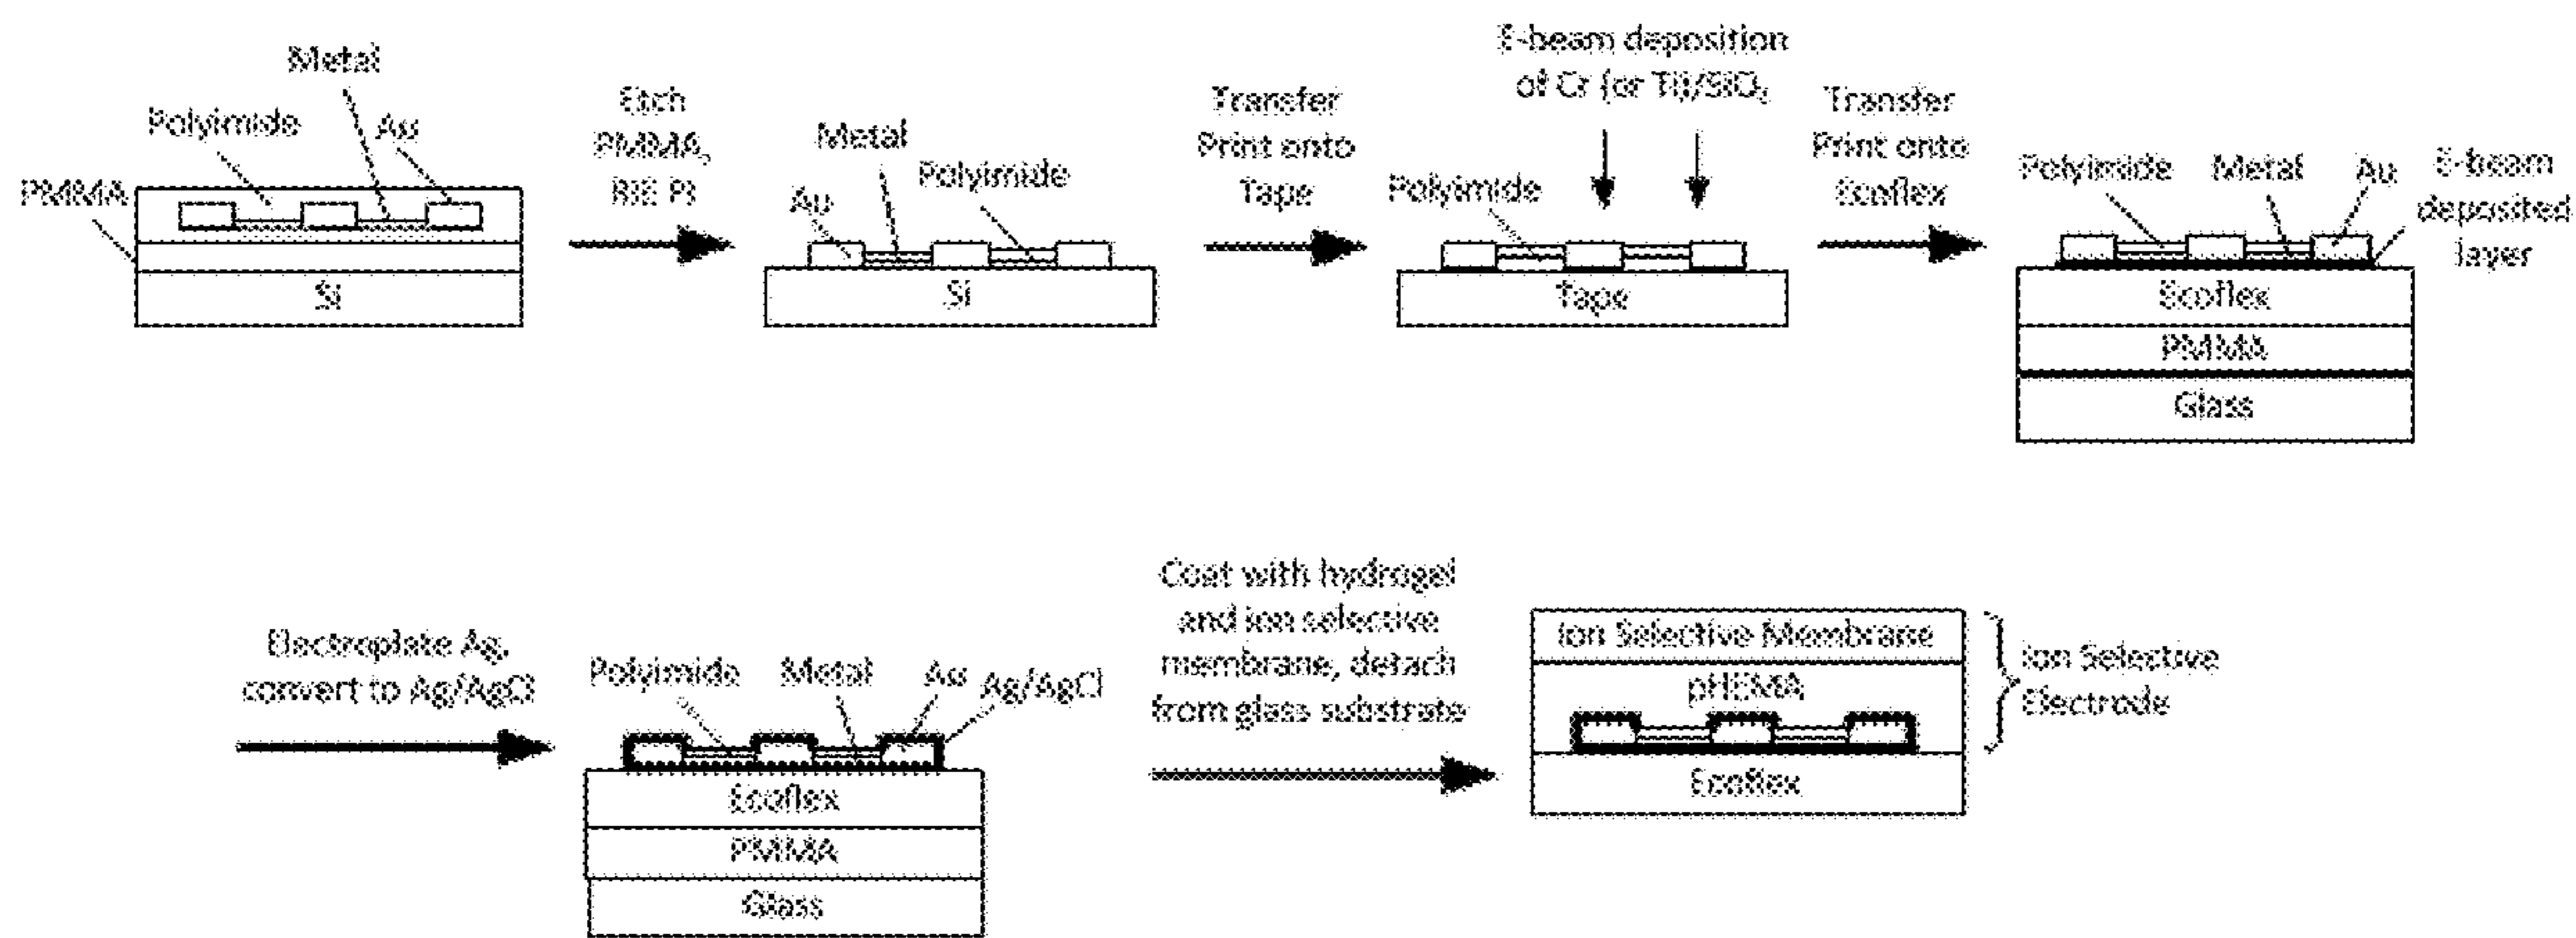 Metal
Polyimide
Au
PMMA
Si
Etch
PMMA,
RIE PI
Metal
Polyimide
Au
Si
Transfer
Print onto
Tape
E-beam deposition
of Cr (or Ti)/SiO₂
Polyimide
Tape
Transfer
Print onto
Ecoflex
Polyimide
Metal
Au
E-beam
deposited
layer
Ecoflex
PMMA
Glass
Electroplate Ag,
convert to Ag/AgCl
Polyimide
Metal
Au
Ag/AgCl
Ecoflex
PMMA
Glass
Coat with hydrogel
and ion selective
membrane, detach
from glass substrate
Ion Selective Membrane
pHEMA
Ecoflex
Ion Selective
Electrode